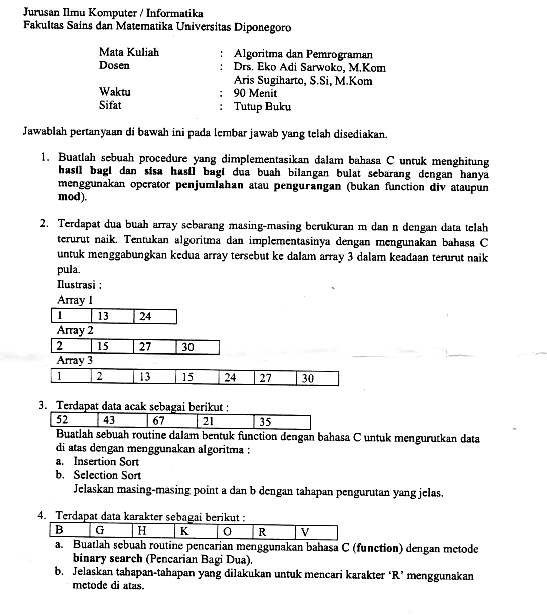 Jurusan Ilmu Komputer / Informatika
Fakultas Sains dan Matematika Universitas Diponegoro
Mata Kuliah : Algoritma dan Pemrograman
Dosen : Drs. Eko Adi Sarwoko, M.Kom
Aris Sugiharto, S.Si, M.Kom
Waktu : 90 Menit
Sifat : Tutup Buku
Jawablah pertanyaan di bawah ini pada lembar jawab yang telah disediakan.
1. Buatlah sebuah procedure yang dimplementasikan dalam bahasa C untuk menghitung
hasil bagi dan sisa hasil bagi dua buah bilangan bulat sebarang dengan hanya
menggunakan operator penjumlahan atau pengurangan (bukan function div ataupun
mod).
2. Terdapat dua buah array sebarang masing-masing berukuran m dan n dengan data telah
terurut naik. Tentukan algoritma dan implementasinya dengan mengunakan bahasa C
untuk menggabungkan kedua array tersebut ke dalam array 3 dalam keadaan terurut naik
pula.
Ilustrasi :
Array 1
1 13 24
Array 2
2 15 27 30
Array 3
1 2 13 15 24 27 30
3. Terdapat data acak sebagai berikut :
52 43 67 21 35
Buatlah sebuah routine dalam bentuk function dengan bahasa C untuk mengurutkan data
di atas dengan menggunakan algoritma :
a. Insertion Sort
b. Selection Sort
Jelaskan masing-masing point a dan b dengan tahapan pengurutan yang jelas.
4. Terdapat data karakter sebagai berikut :
B G H K O R V
a. Buatlah sebuah routine pencarian menggunakan bahasa C (function) dengan metode
binary search (Pencarian Bagi Dua).
b. Jelaskan tahapan-tahapan yang dilakukan untuk mencari karakter ‘R’ menggunakan
metode di atas.